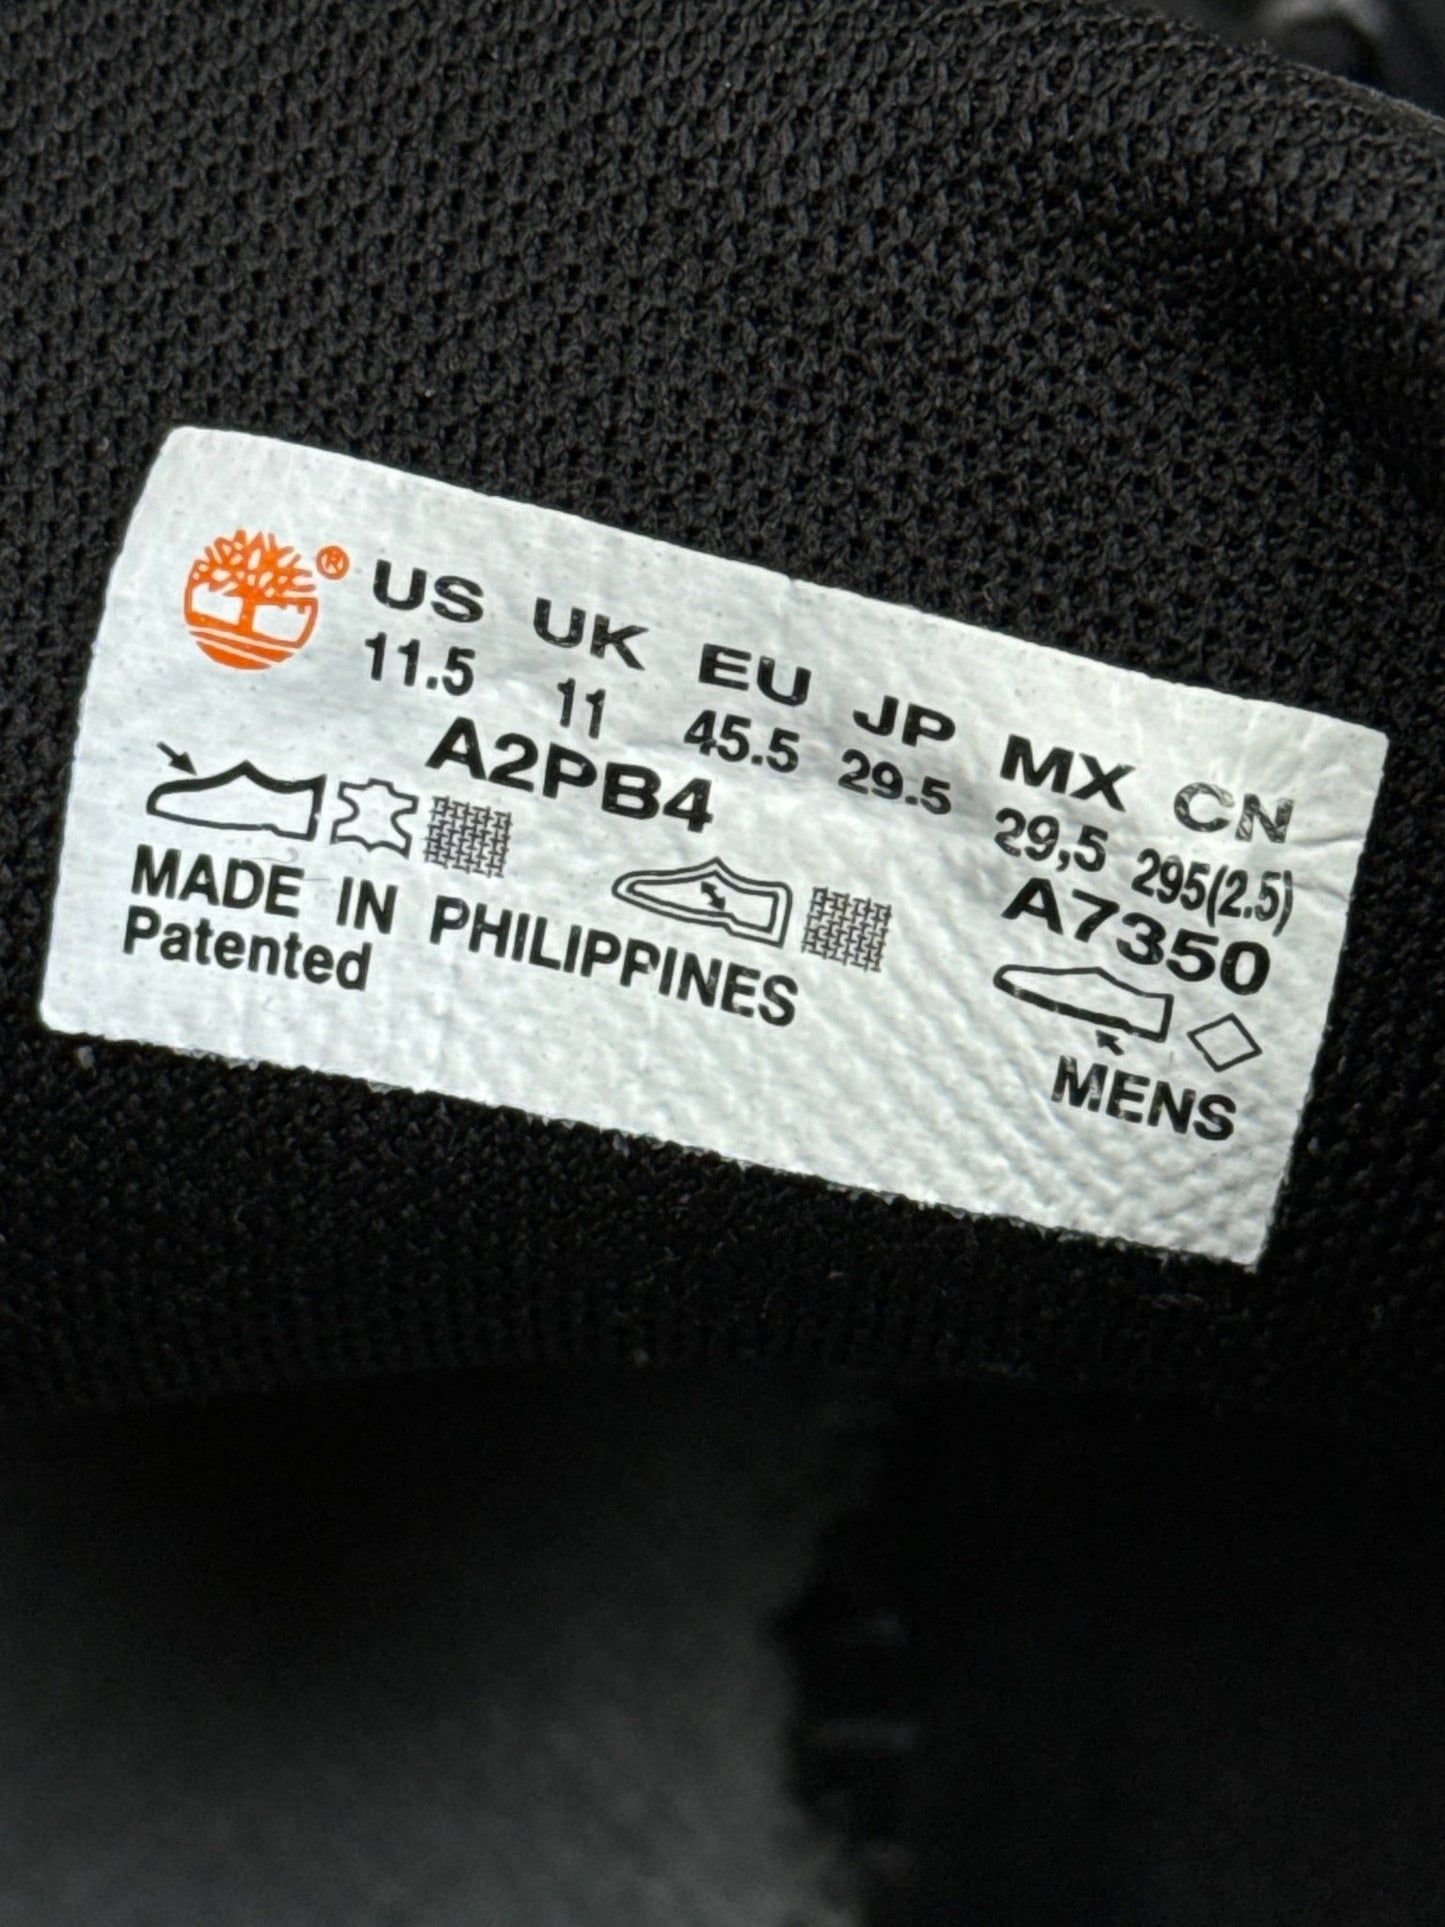 ® US UK EU JP MX CN
11.5 11 45.5 29.5 29,5 295(2.5)
A2PB4 A7350
MADE IN PHILIPPINES
Patented
MENS